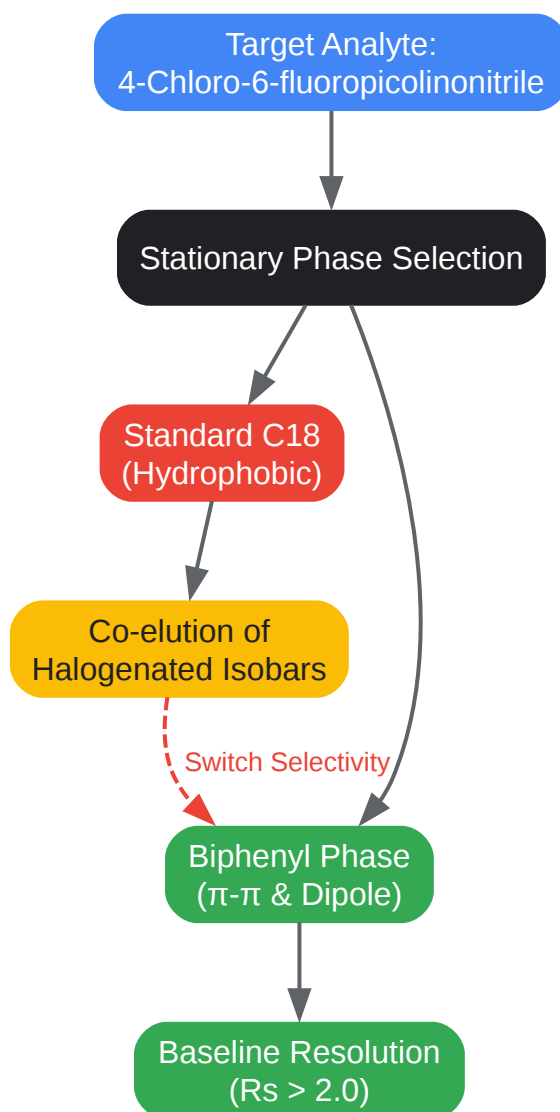 Target Analyte:
4-Chloro-6-fluoropicolinonitrile
Stationary Phase Selection
Standard C18
(Hydrophobic)
Co-elution of
Halogenated Isobars
Switch Selectivity
Biphenyl Phase
(π-π & Dipole)
Baseline Resolution
(Rs > 2.0)